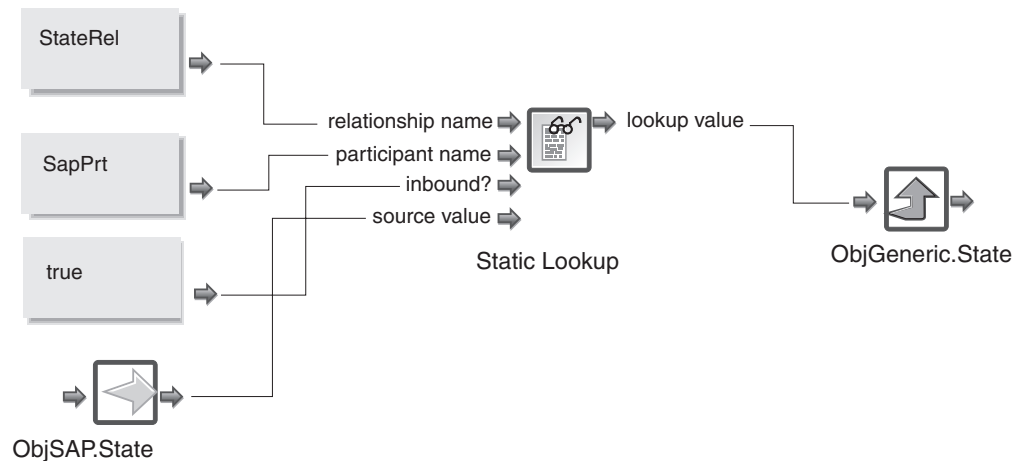 StateRel
relationship name
lookup value
SapPrt
participant name
inbound?
source value
Static Lookup
ObjGeneric.State
true
ObjSAP.State